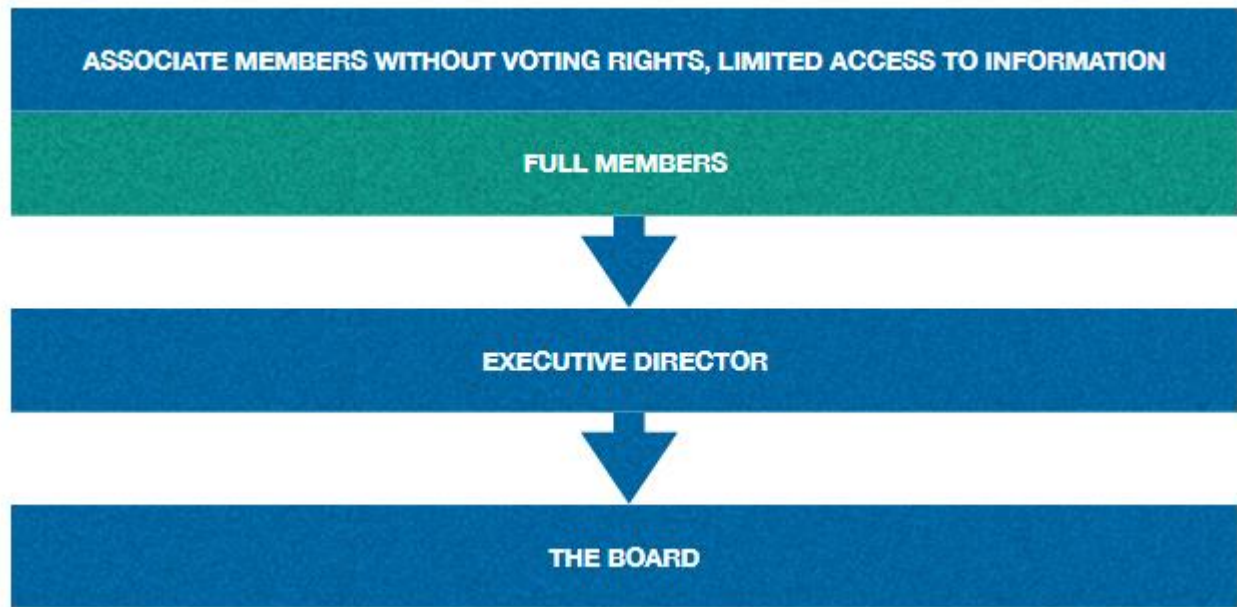 ASSOCIATE MEMBERS WITHOUT VOTING RIGHTS, LIMITED ACCESS TO INFORMATION
FULL MEMBERS
EXECUTIVE DIRECTOR
THE BOARD